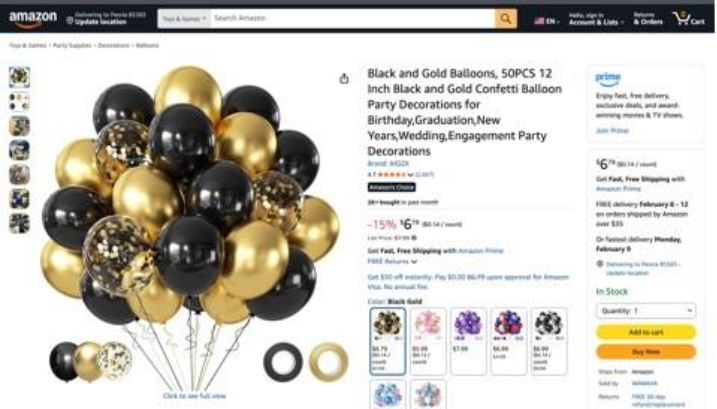 amazon
Delivering to Peoria 85383
Update location
Toys & Games
Search Amazon
EN
Hello, sign in
Account & Lists
Returns
& Orders
0
Cart
Toys & Games › Party Supplies › Decorations › Balloons
Black and Gold Balloons, 50PCS 12
Inch Black and Gold Confetti Balloon
Party Decorations for
Birthday,Graduation,New
Years,Wedding,Engagement Party
Decorations
Brand:
4.7
Amazon's Choice
bought in past month
-15% $679 ($0.14 / count)
List Price:
Get Fast, Free Shipping with Amazon Prime
FREE Returns
Get $50 off instantly: Pay $0.00 $6.79 upon approval for Amazon
Visa. No annual fee.
Color: Black Gold
$6.79
($0.14 /
count)
$5.99
count)
$7.99
$6.99
$6.99
($0.14 /
count)
Click to see full view
prime
Enjoy fast, free delivery,
exclusive deals, and award-
winning movies & TV shows.
Join Prime
$679 ($0.14 / count)
Get Fast, Free Shipping with
Amazon Prime
FREE delivery February 8 - 12
on orders shipped by Amazon
over $35
Or fastest delivery Monday,
February 9
Delivering to Peoria 85383 -
Update location
In Stock
Quantity: 1
Add to cart
Buy Now
Ships from Amazon
Sold by
Returns FREE 30-day
refund/replacement